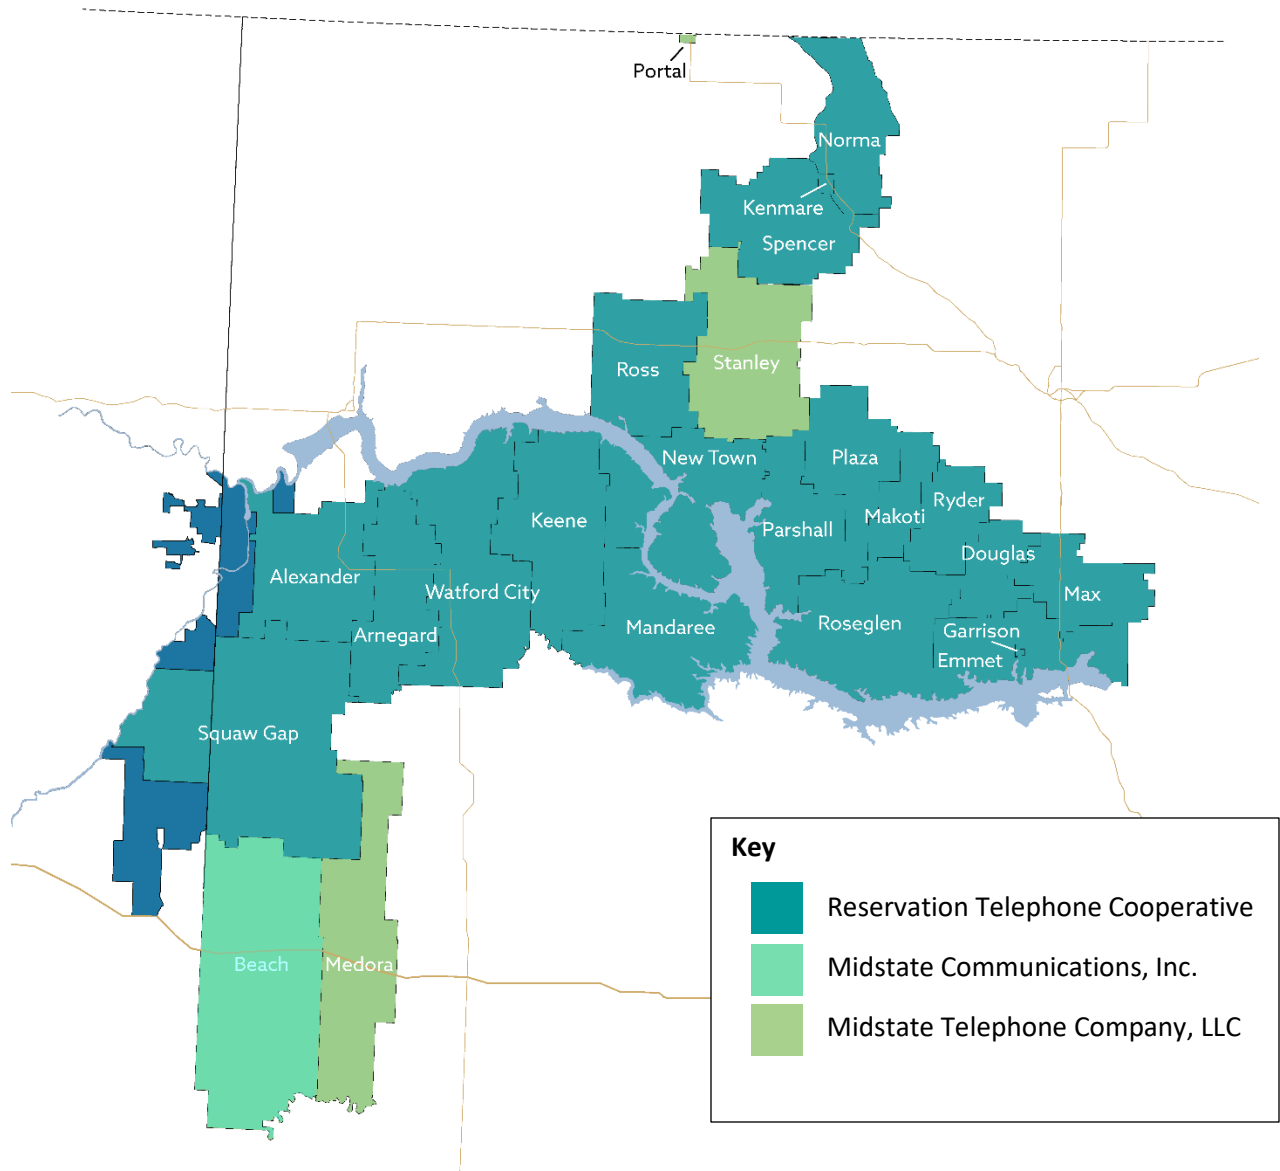 Portal
Norma
Kenmare
Spencer
Ross
Stanley
New Town
Plaza
Ryder
Keene
Makoti
Parshall
Douglas
Alexander
Watford City
Max
Arnegard
Mandaree
Roseglen
Garrison
Emmet
Squaw Gap
Beach
Medora
Key
Reservation Telephone Cooperative
Midstate Communications, Inc.
Midstate Telephone Company, LLC